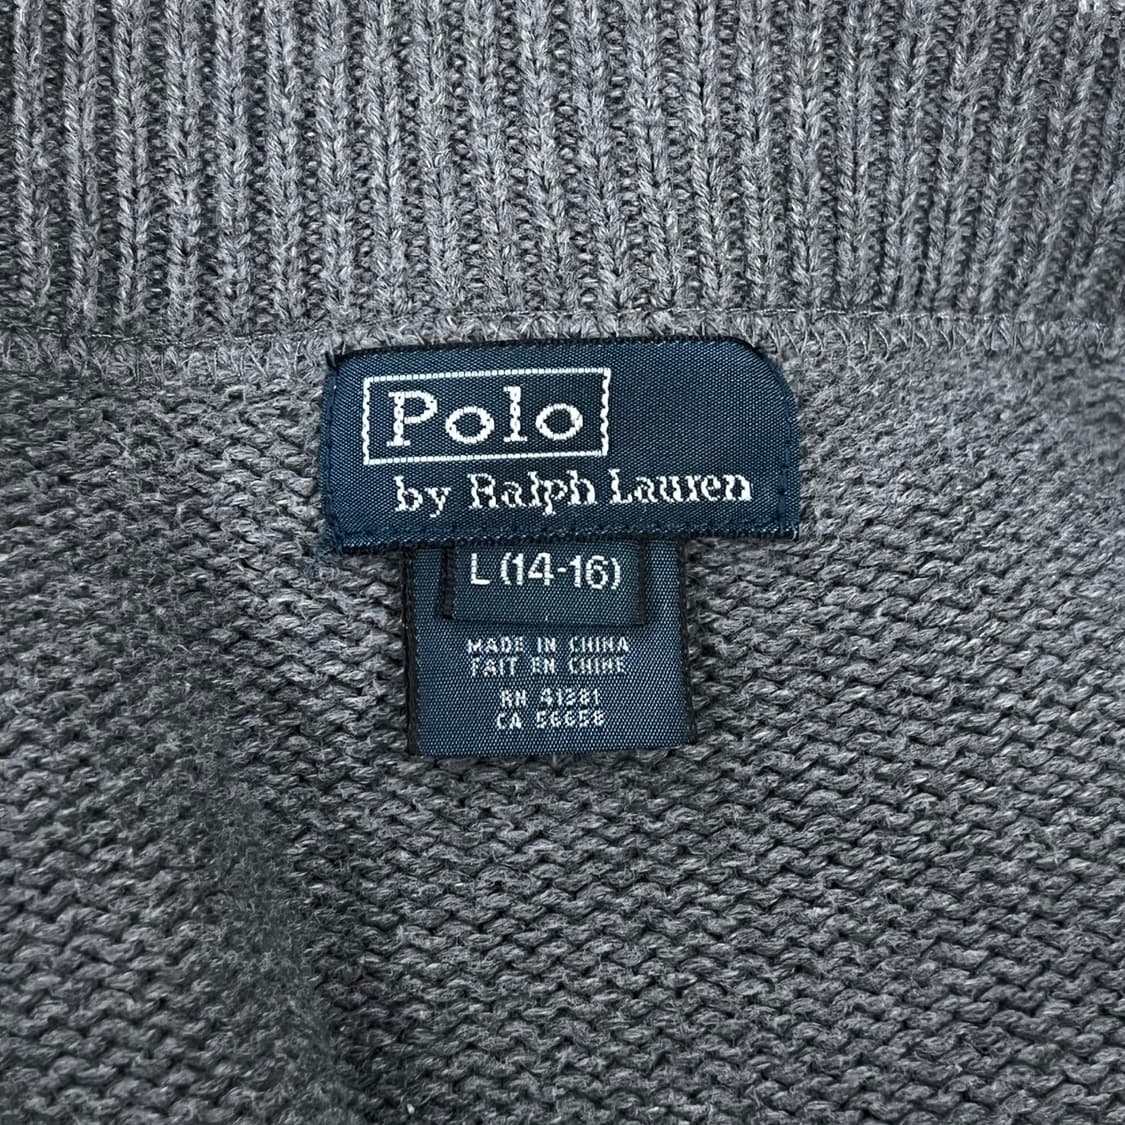 Polo
by Ralph Lauren
L (14-16)
MADE IN CHINA
FAIT EN CHINE
RN 41381
CA 56658